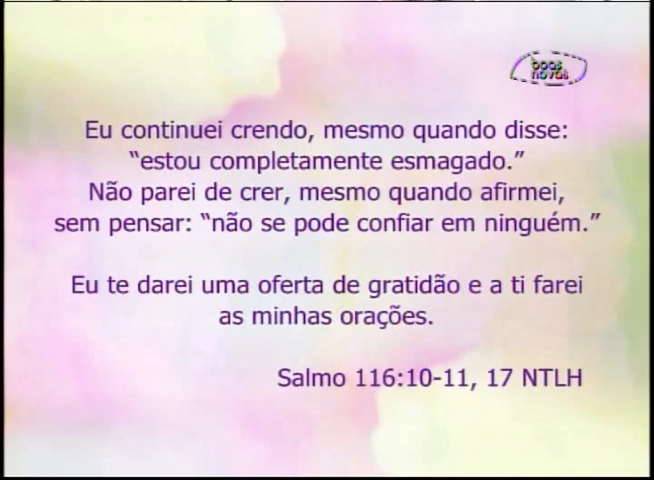 boas
novas
Eu continuei crendo, mesmo quando disse:
“estou completamente esmagado.”
Não parei de crer, mesmo quando afirmei,
sem pensar: “não se pode confiar em ninguém.”
Eu te darei uma oferta de gratidão e a ti farei
as minhas orações.
Salmo 116:10-11, 17 NTLH